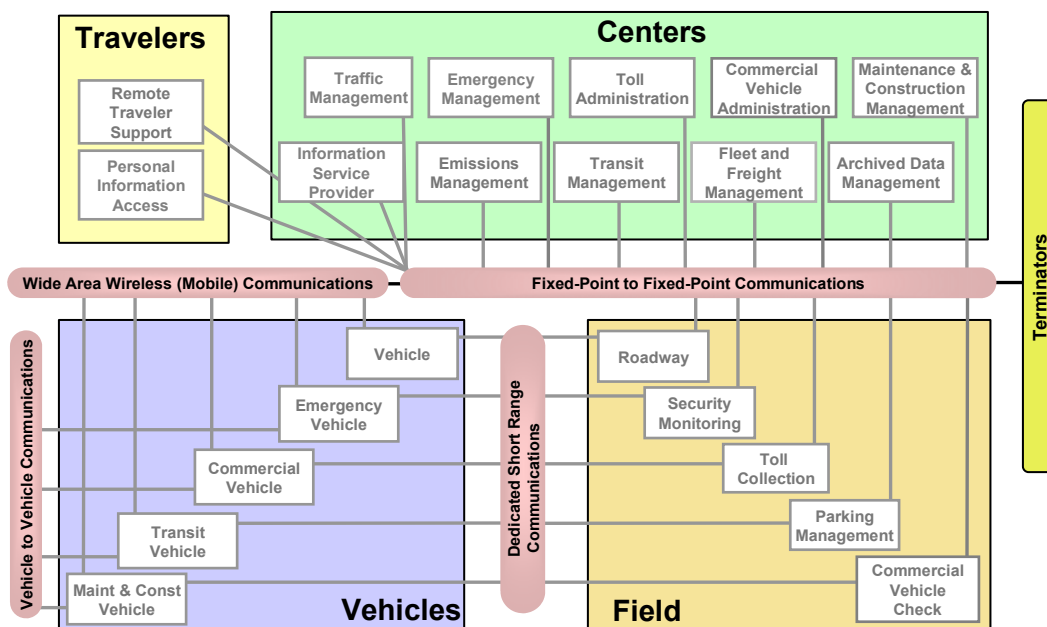 Travelers
Remote
Traveler
Support
Personal
Information
Access
Centers
Traffic
Management
Emergency
Management
Toll
Administration
Commercial
Vehicle
Administration
Maintenance &
Construction
Management
Information
Service
Provider
Emissions
Management
Transit
Management
Fleet and
Freight
Management
Archived Data
Management
Terminators
Wide Area Wireless (Mobile) Communications
Fixed-Point to Fixed-Point Communications
Vehicle to Vehicle Communications
Vehicle
Emergency
Vehicle
Commercial
Vehicle
Transit
Vehicle
Maint & Const
Vehicle
Vehicles
Dedicated Short Range
Communications
Roadway
Security
Monitoring
Toll
Collection
Parking
Management
Commercial
Vehicle
Check
Field